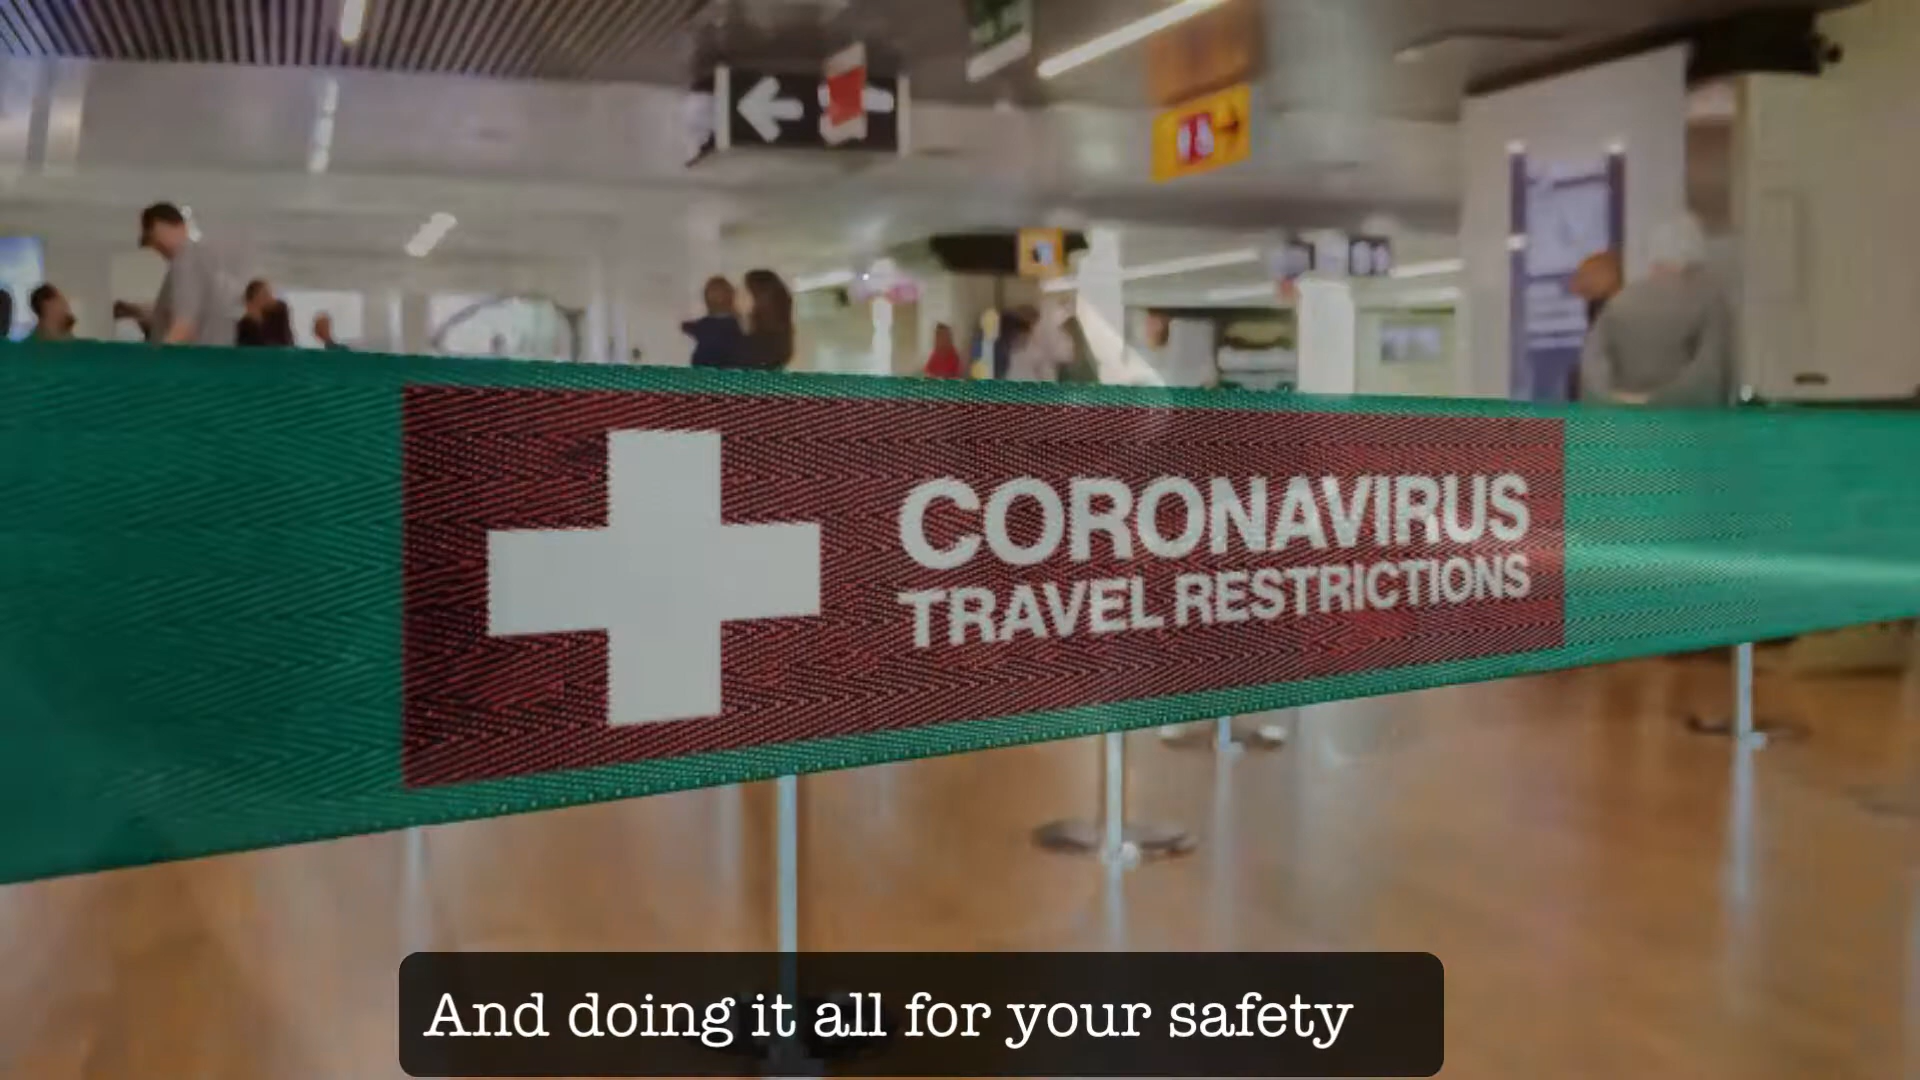 CORONAVIRUS
TRAVEL RESTRICTIONS
And doing it all for your safety